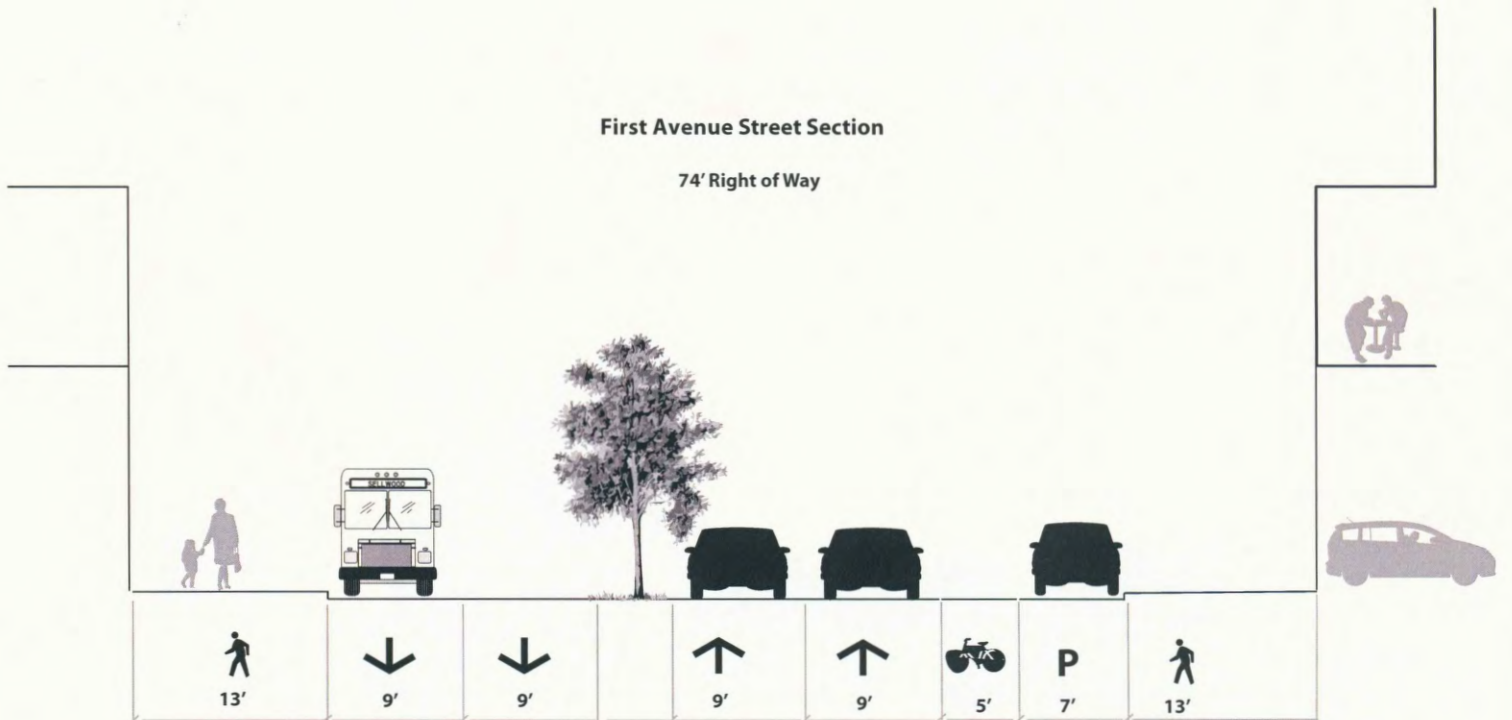 First Avenue Street Section
74' Right of Way
SELLWOOD
P
13'
9'
9'
9'
9'
5'
7'
13'